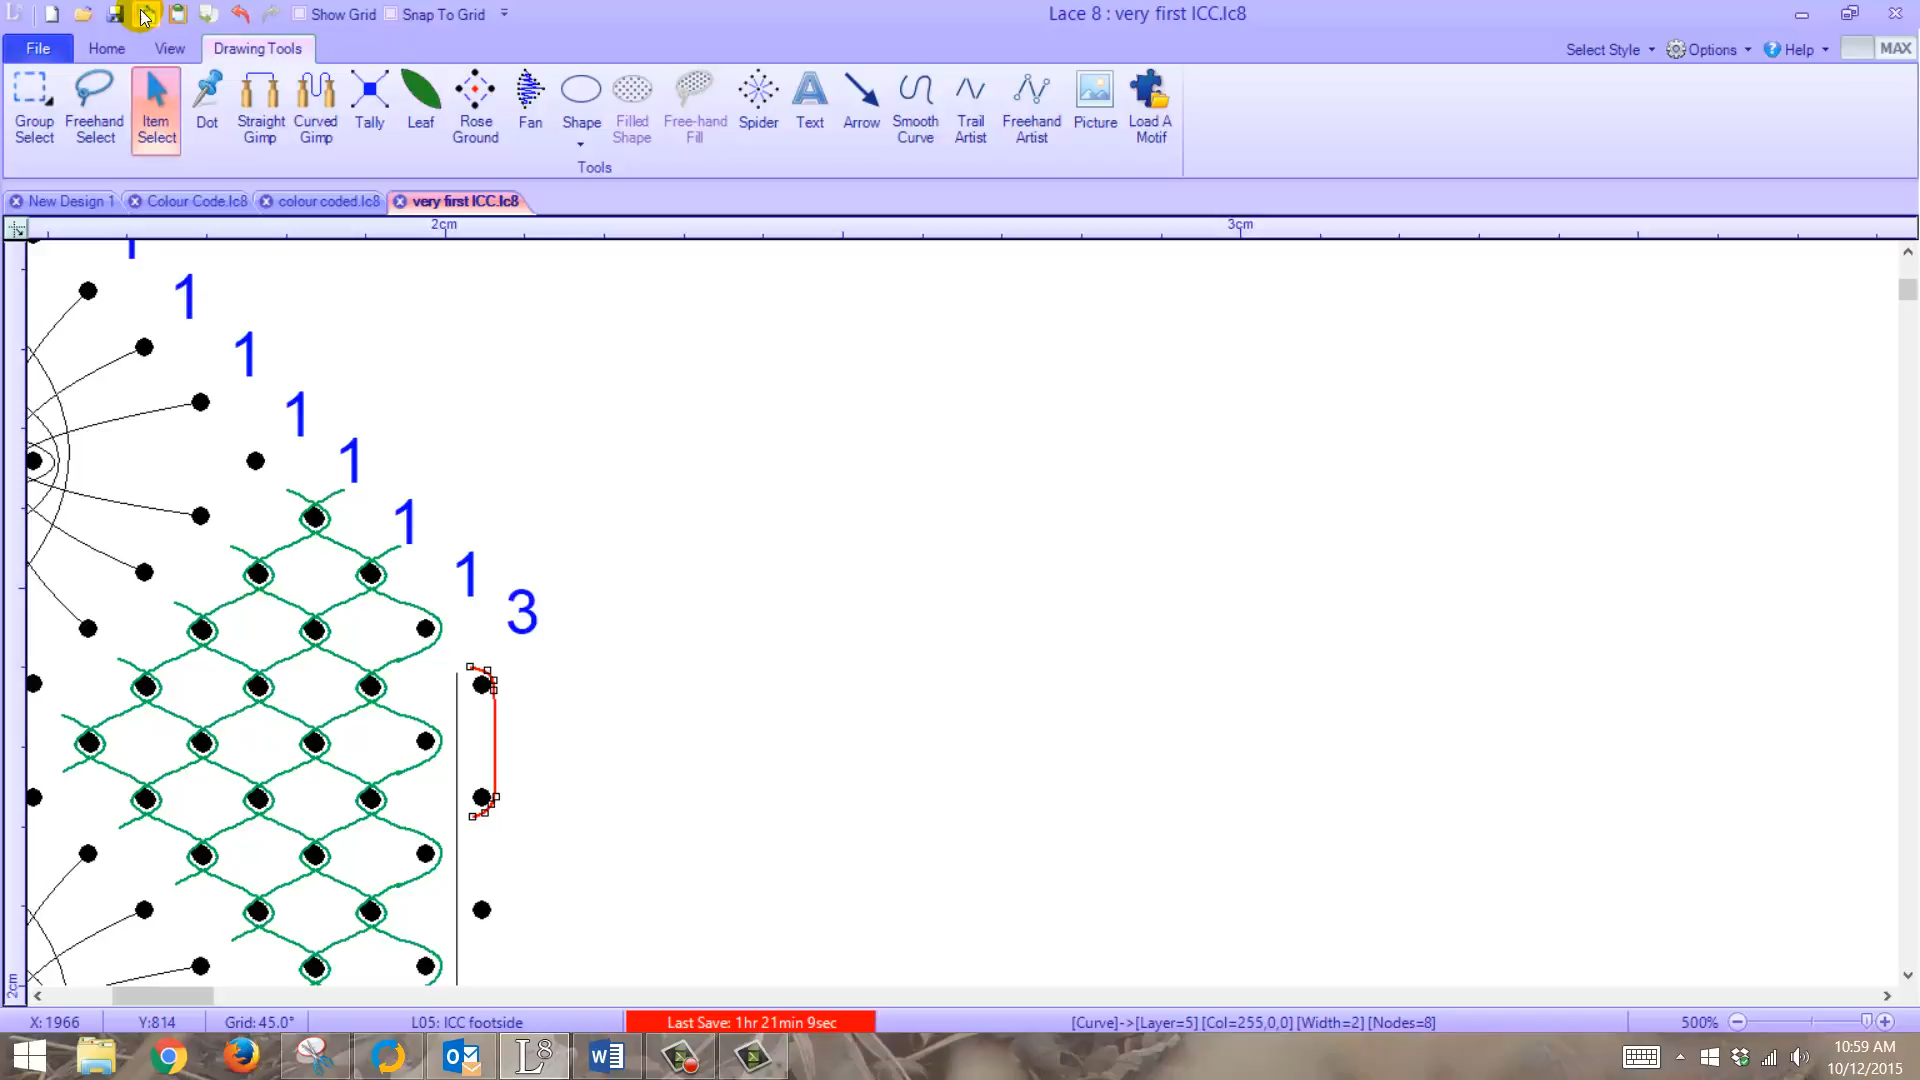 Show Grid Snap To Grid
Lace 8 : very first ICC.lc8
File Home View Drawing Tools
Select Style Options Help MAX
Group Select
Freehand Select
Item Select
Dot
Straight Gimp
Curved Gimp
Tally
Leaf
Rose Ground
Fan
Shape
Filled Shape
Free-hand Fill
Spider
Text
Arrow
Smooth Curve
Trail Artist
Freehand Artist
Picture
Load A Motif
Tools
New Design 1 Colour Code.lc8 colour coded.lc8 very first ICC.lc8
2cm 3cm
1
1
1
1
1
1
1
3
2cm
X: 1966 Y:814 Grid: 45.0° L05: ICC footside Last Save: 1hr 21min 9sec [Curve]->[Layer=5] [Col=255,0,0] [Width=2] [Nodes=8] 500%
10:59 AM
10/12/2015